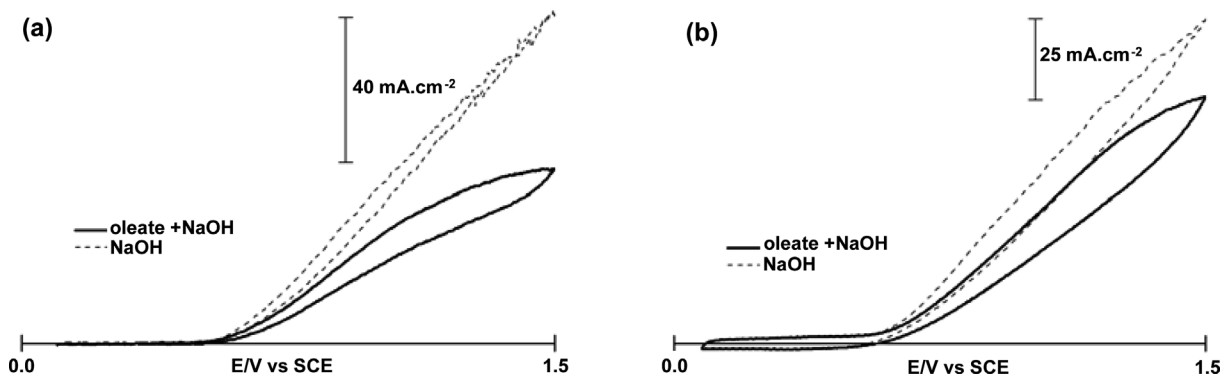 (a)
40 mA.cm-2
oleate +NaOH
NaOH
0.0
E/V vs SCE
1.5
(b)
25 mA.cm-2
oleate +NaOH
NaOH
0.0
E/V vs SCE
1.5